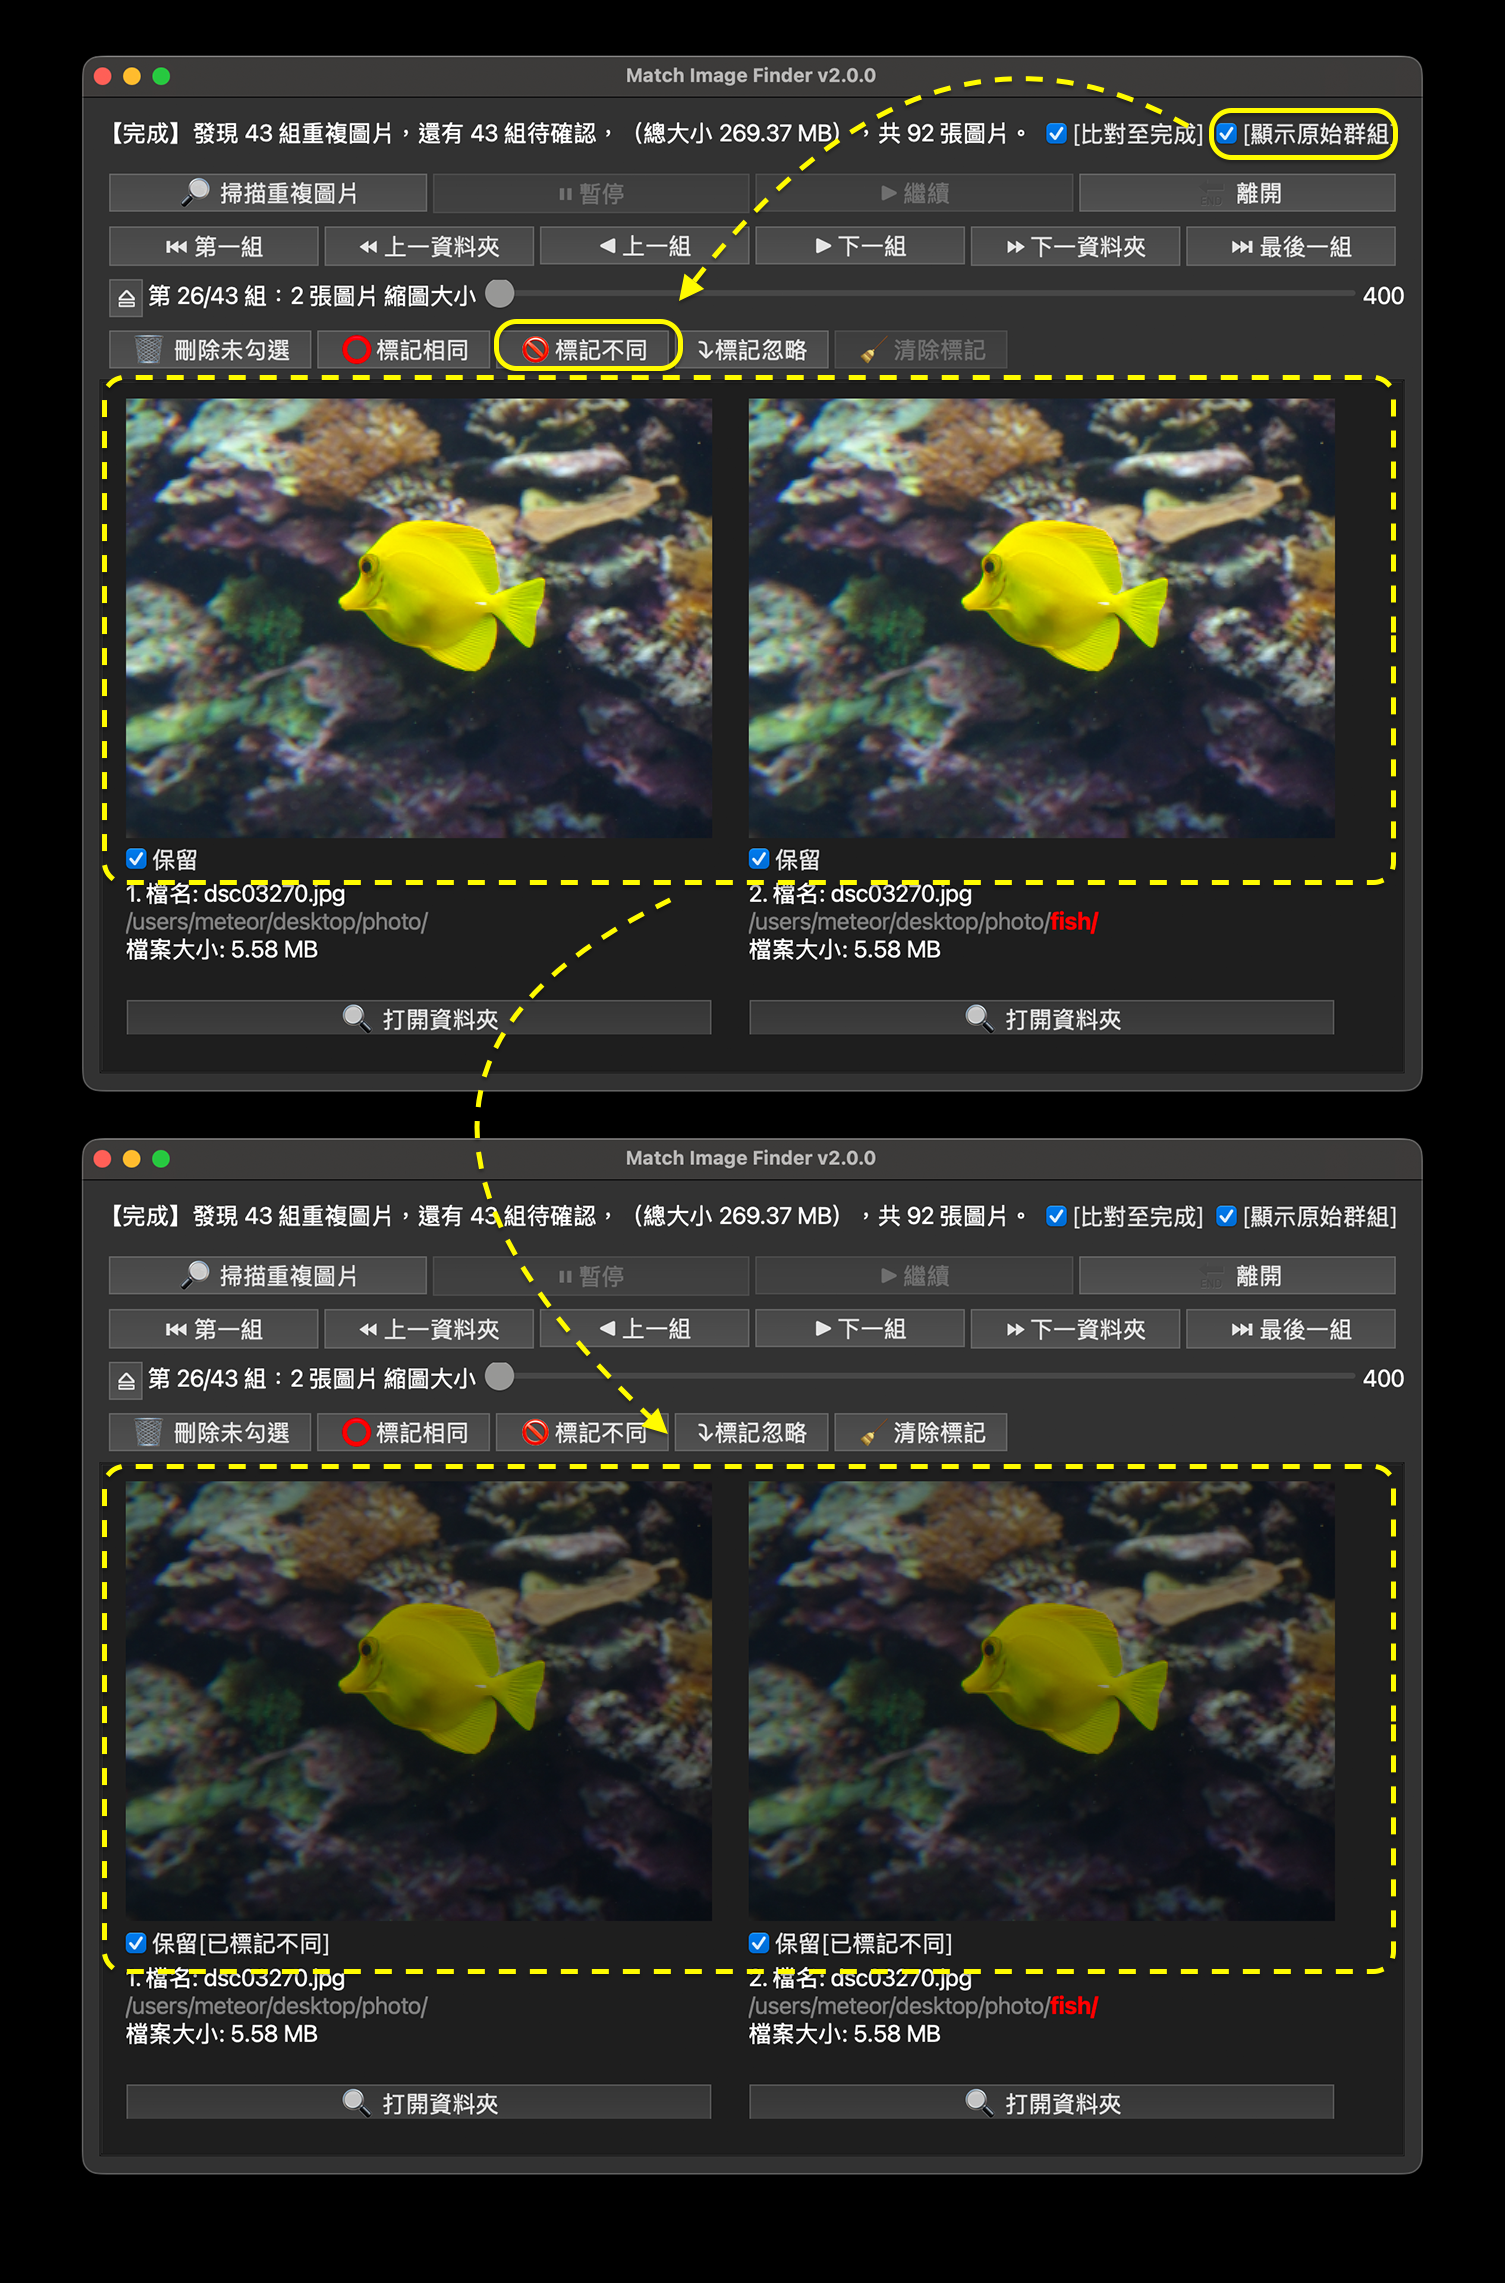 Match Image Finder v2.0.0
【完成】發現 43 組重複圖片，還有 43 組待確認，（總大小 269.37 MB），共 92 張圖片。 [比對至完成] [顯示原始群組]
掃描重複圖片 暫停 繼續 END 離開
第一組 上一資料夾 上一組 下一組 下一資料夾 最後一組
第 26/43 組：2 張圖片 縮圖大小 400
刪除未勾選 標記相同 標記不同 標記忽略 清除標記
保留 保留
1. 檔名: dsc03270.jpg 2. 檔名: dsc03270.jpg
/users/meteor/desktop/photo/ /users/meteor/desktop/photo/fish/
檔案大小: 5.58 MB 檔案大小: 5.58 MB
打開資料夾 打開資料夾
Match Image Finder v2.0.0
【完成】發現 43 組重複圖片，還有 43 組待確認，（總大小 269.37 MB），共 92 張圖片。 [比對至完成] [顯示原始群組]
掃描重複圖片 暫停 繼續 END 離開
第一組 上一資料夾 上一組 下一組 下一資料夾 最後一組
第 26/43 組：2 張圖片 縮圖大小 400
刪除未勾選 標記相同 標記不同 標記忽略 清除標記
保留[已標記不同] 保留[已標記不同]
1. 檔名: dsc03270.jpg 2. 檔名: dsc03270.jpg
/users/meteor/desktop/photo/ /users/meteor/desktop/photo/fish/
檔案大小: 5.58 MB 檔案大小: 5.58 MB
打開資料夾 打開資料夾